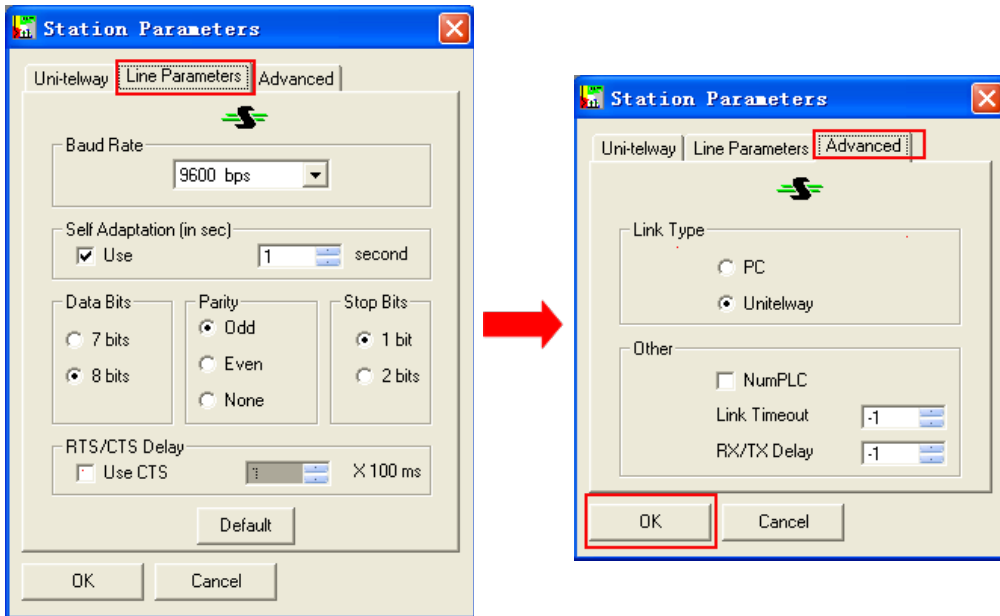 Station Parameters
Uni-telway Line Parameters Advanced
Baud Rate
9600 bps
Self Adaptation (in sec)
Use 1 second
Data Bits
7 bits
8 bits
Parity
Odd
Even
None
Stop Bits
1 bit
2 bits
RTS/CTS Delay
Use CTS 1 X 100 ms
Default
OK Cancel
Station Parameters
Uni-telway Line Parameters Advanced
Link Type
PC
Unitelway
Other
NumPLC
Link Timeout -1
RX/TX Delay -1
OK Cancel